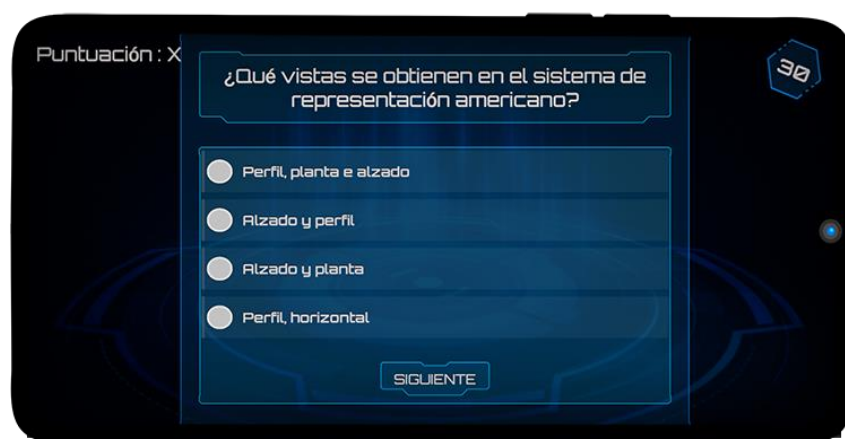 Puntuación : X
30
¿Qué vistas se obtienen en el sistema de
representación americano?
Perfil, planta e alzado
Alzado y perfil
Alzado y planta
Perfil, horizontal
SIGUIENTE